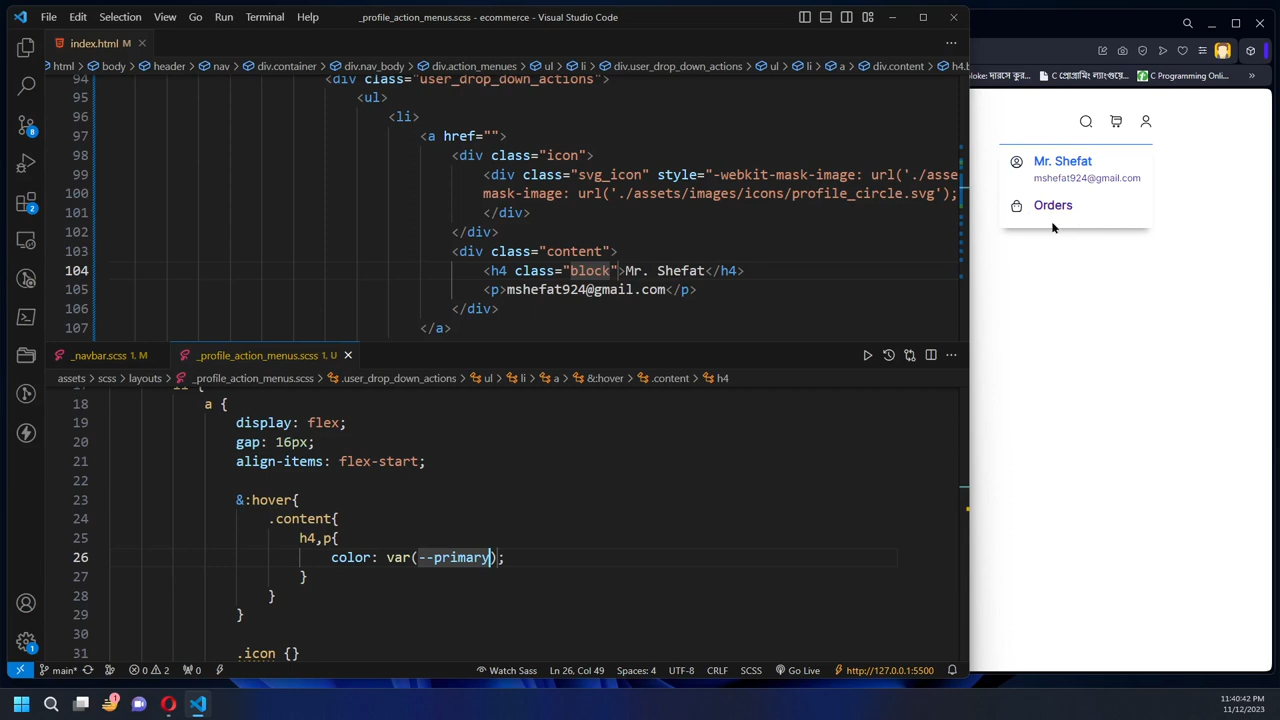 File Edit Selection View Go Run Terminal Help
_profile_action_menus.scss - ecommerce - Visual Studio Code
index.html M
html > body > header > nav > div.container > div.nav_body > div.action_menues > ul > li > div.user_drop_down_actions > ul > li > a > div.content > h4.b
94 <div class="user_drop_down_actions">
95 <ul>
96 <li>
97 <a href="">
98 <div class="icon">
99 <div class="svg_icon" style="-webkit-mask-image: url('./asse
100 mask-image: url('./assets/images/icons/profile_circle.svg');
101 </div>
102 </div>
103 <div class="content">
104 <h4 class="block">Mr. Shefat</h4>
105 <p>mshefat924@gmail.com</p>
106 </div>
107 </a>
_navbar.scss 1, M
_profile_action_menus.scss 1, U
assets > scss > layouts > _profile_action_menus.scss > .user_drop_down_actions > ul > li > a > &:hover > .content > h4
18 a {
19 display: flex;
20 gap: 16px;
21 align-items: flex-start;
22
23 &:hover{
24 .content{
25 h4,p{
26 color: var(--primary);
27 }
28 }
29 }
30
31 .icon {}
main* 0 2 0 Watch Sass Ln 26, Col 49 Spaces: 4 UTF-8 CRLF SCSS Go Live http://127.0.0.1:5500
8
2
1
C প্রোগ্রামিং
C Programming Onli...
Mr. Shefat
mshefat924@gmail.com
Orders
1
11:40:42 PM
11/12/2023